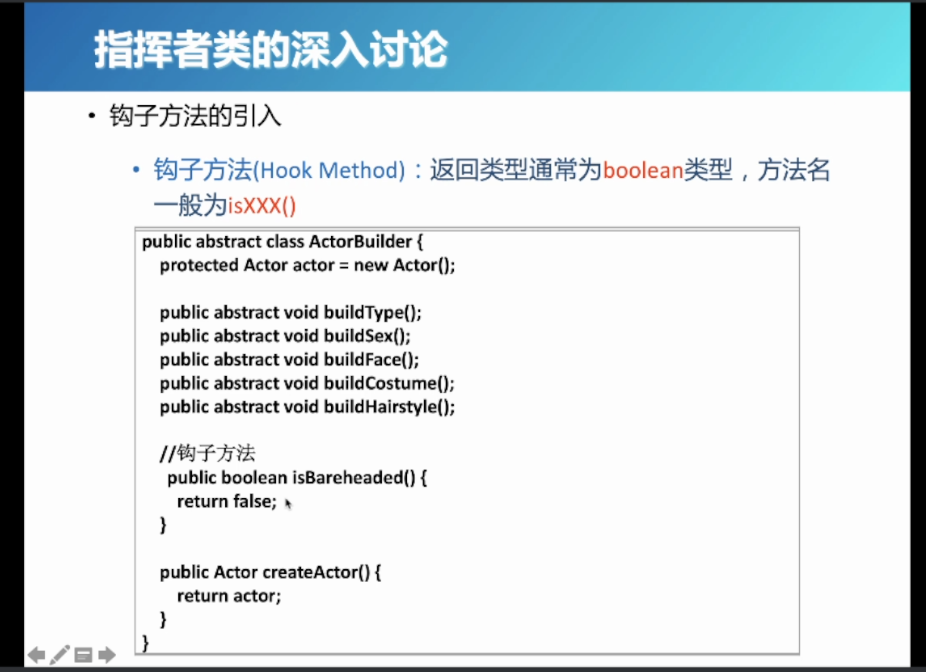 指挥者类的深入讨论
• 钩子方法的引入
• 钩子方法(Hook Method)：返回类型通常为boolean类型，方法名
一般为isXXX()
public abstract class ActorBuilder {
protected Actor actor = new Actor();
public abstract void buildType();
public abstract void buildSex();
public abstract void buildFace();
public abstract void buildCostume();
public abstract void buildHairstyle();
//钩子方法
public boolean isBareheaded() {
return false;
}
public Actor createActor() {
return actor;
}
}